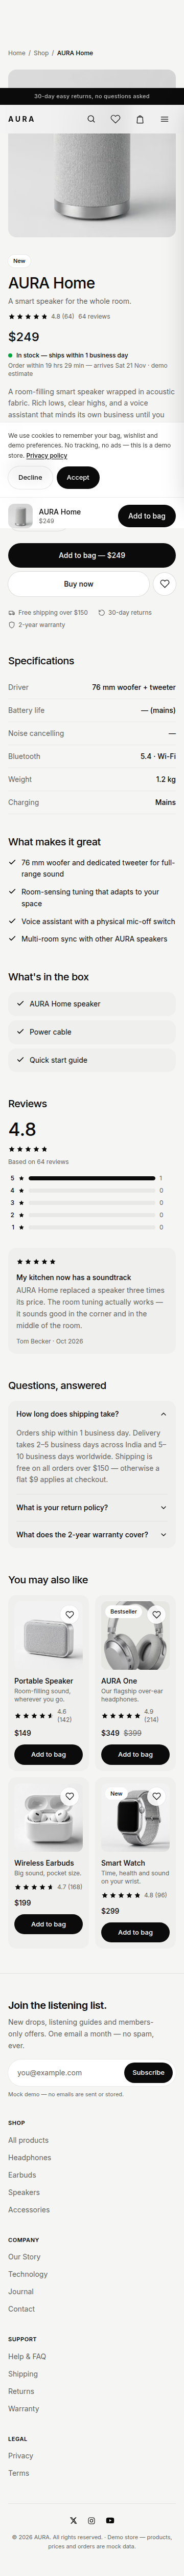 Home / Shop / AURA Home
30-day easy returns, no questions asked
AURA
New
AURA Home
A smart speaker for the whole room.
4.8 (64) 64 reviews
$249
In stock — ships within 1 business day
Order within 19 hrs 29 min — arrives Sat 21 Nov · demo
estimate
A room-filling smart speaker wrapped in acoustic
fabric. Rich lows, clear highs, and a voice
assistant that minds its own business until you
We use cookies to remember your bag, wishlist and
demo preferences. No tracking, no ads — this is a demo
store. Privacy policy
Decline
Accept
AURA Home
$249
Add to bag
Add to bag — $249
Buy now
Free shipping over $150
30-day returns
2-year warranty
Specifications
Driver 76 mm woofer + tweeter
Battery life — (mains)
Noise cancelling —
Bluetooth 5.4 · Wi-Fi
Weight 1.2 kg
Charging Mains
What makes it great
76 mm woofer and dedicated tweeter for full-
range sound
Room-sensing tuning that adapts to your
space
Voice assistant with a physical mic-off switch
Multi-room sync with other AURA speakers
What's in the box
AURA Home speaker
Power cable
Quick start guide
Reviews
4.8
Based on 64 reviews
5 1
4 0
3 0
2 0
1 0
My kitchen now has a soundtrack
AURA Home replaced a speaker three times
its price. The room tuning actually works —
it sounds good in the corner and in the
middle of the room.
Tom Becker · Oct 2026
Questions, answered
How long does shipping take?
Orders ship within 1 business day. Delivery
takes 2–5 business days across India and 5–
10 business days worldwide. Shipping is
free on all orders over $150 — otherwise a
flat $9 applies at checkout.
What is your return policy?
What does the 2-year warranty cover?
You may also like
Portable Speaker
Room-filling sound,
wherever you go.
4.6
(142)
$149
Add to bag
Bestseller
AURA One
Our flagship over-ear
headphones.
4.9
(214)
$349 $399
Add to bag
Wireless Earbuds
Big sound, pocket size.
4.7 (168)
$199
Add to bag
New
Smart Watch
Time, health and sound
on your wrist.
4.8 (96)
$299
Add to bag
Join the listening list.
New drops, listening guides and members-
only offers. One email a month — no spam,
ever.
you@example.com
Subscribe
Mock demo — no emails are sent or stored.
SHOP
All products
Headphones
Earbuds
Speakers
Accessories
COMPANY
Our Story
Technology
Journal
Contact
SUPPORT
Help & FAQ
Shipping
Returns
Warranty
LEGAL
Privacy
Terms
© 2026 AURA. All rights reserved. · Demo store — products,
prices and orders are mock data.